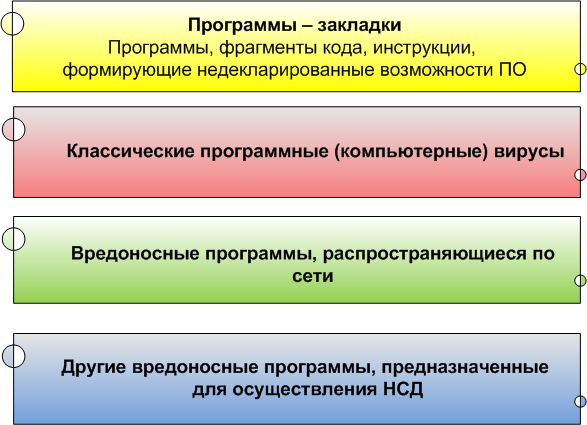 Программы – закладки
Программы, фрагменты кода, инструкции,
формирующие недекларированные возможности ПО
Классические программные (компьютерные) вирусы
Вредоносные программы, распространяющиеся по
сети
Другие вредоносные программы, предназначенные
для осуществления НСД